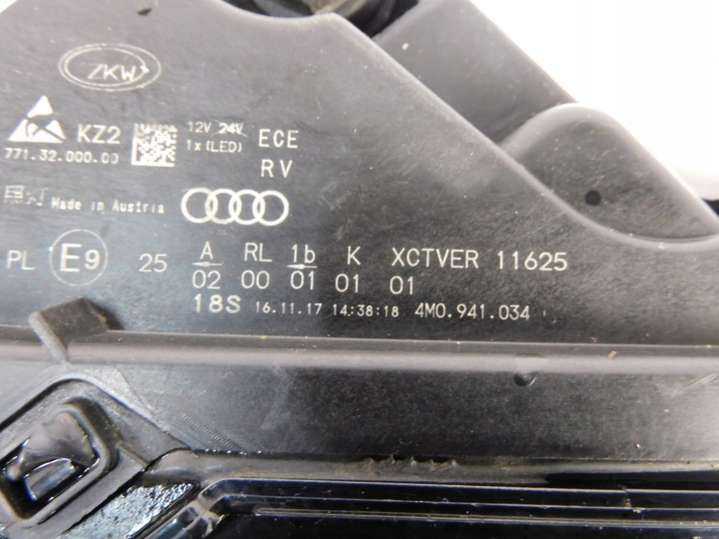 ZKW
KZ2 12V 24V ECE
771.32.000.00 1x(LED) RV
Made in Austria
PL E9 25 A RL 1b K XCTVER 11625
02 00 01 01 01
18S 16.11.17 14:38:18 4M0.941.034